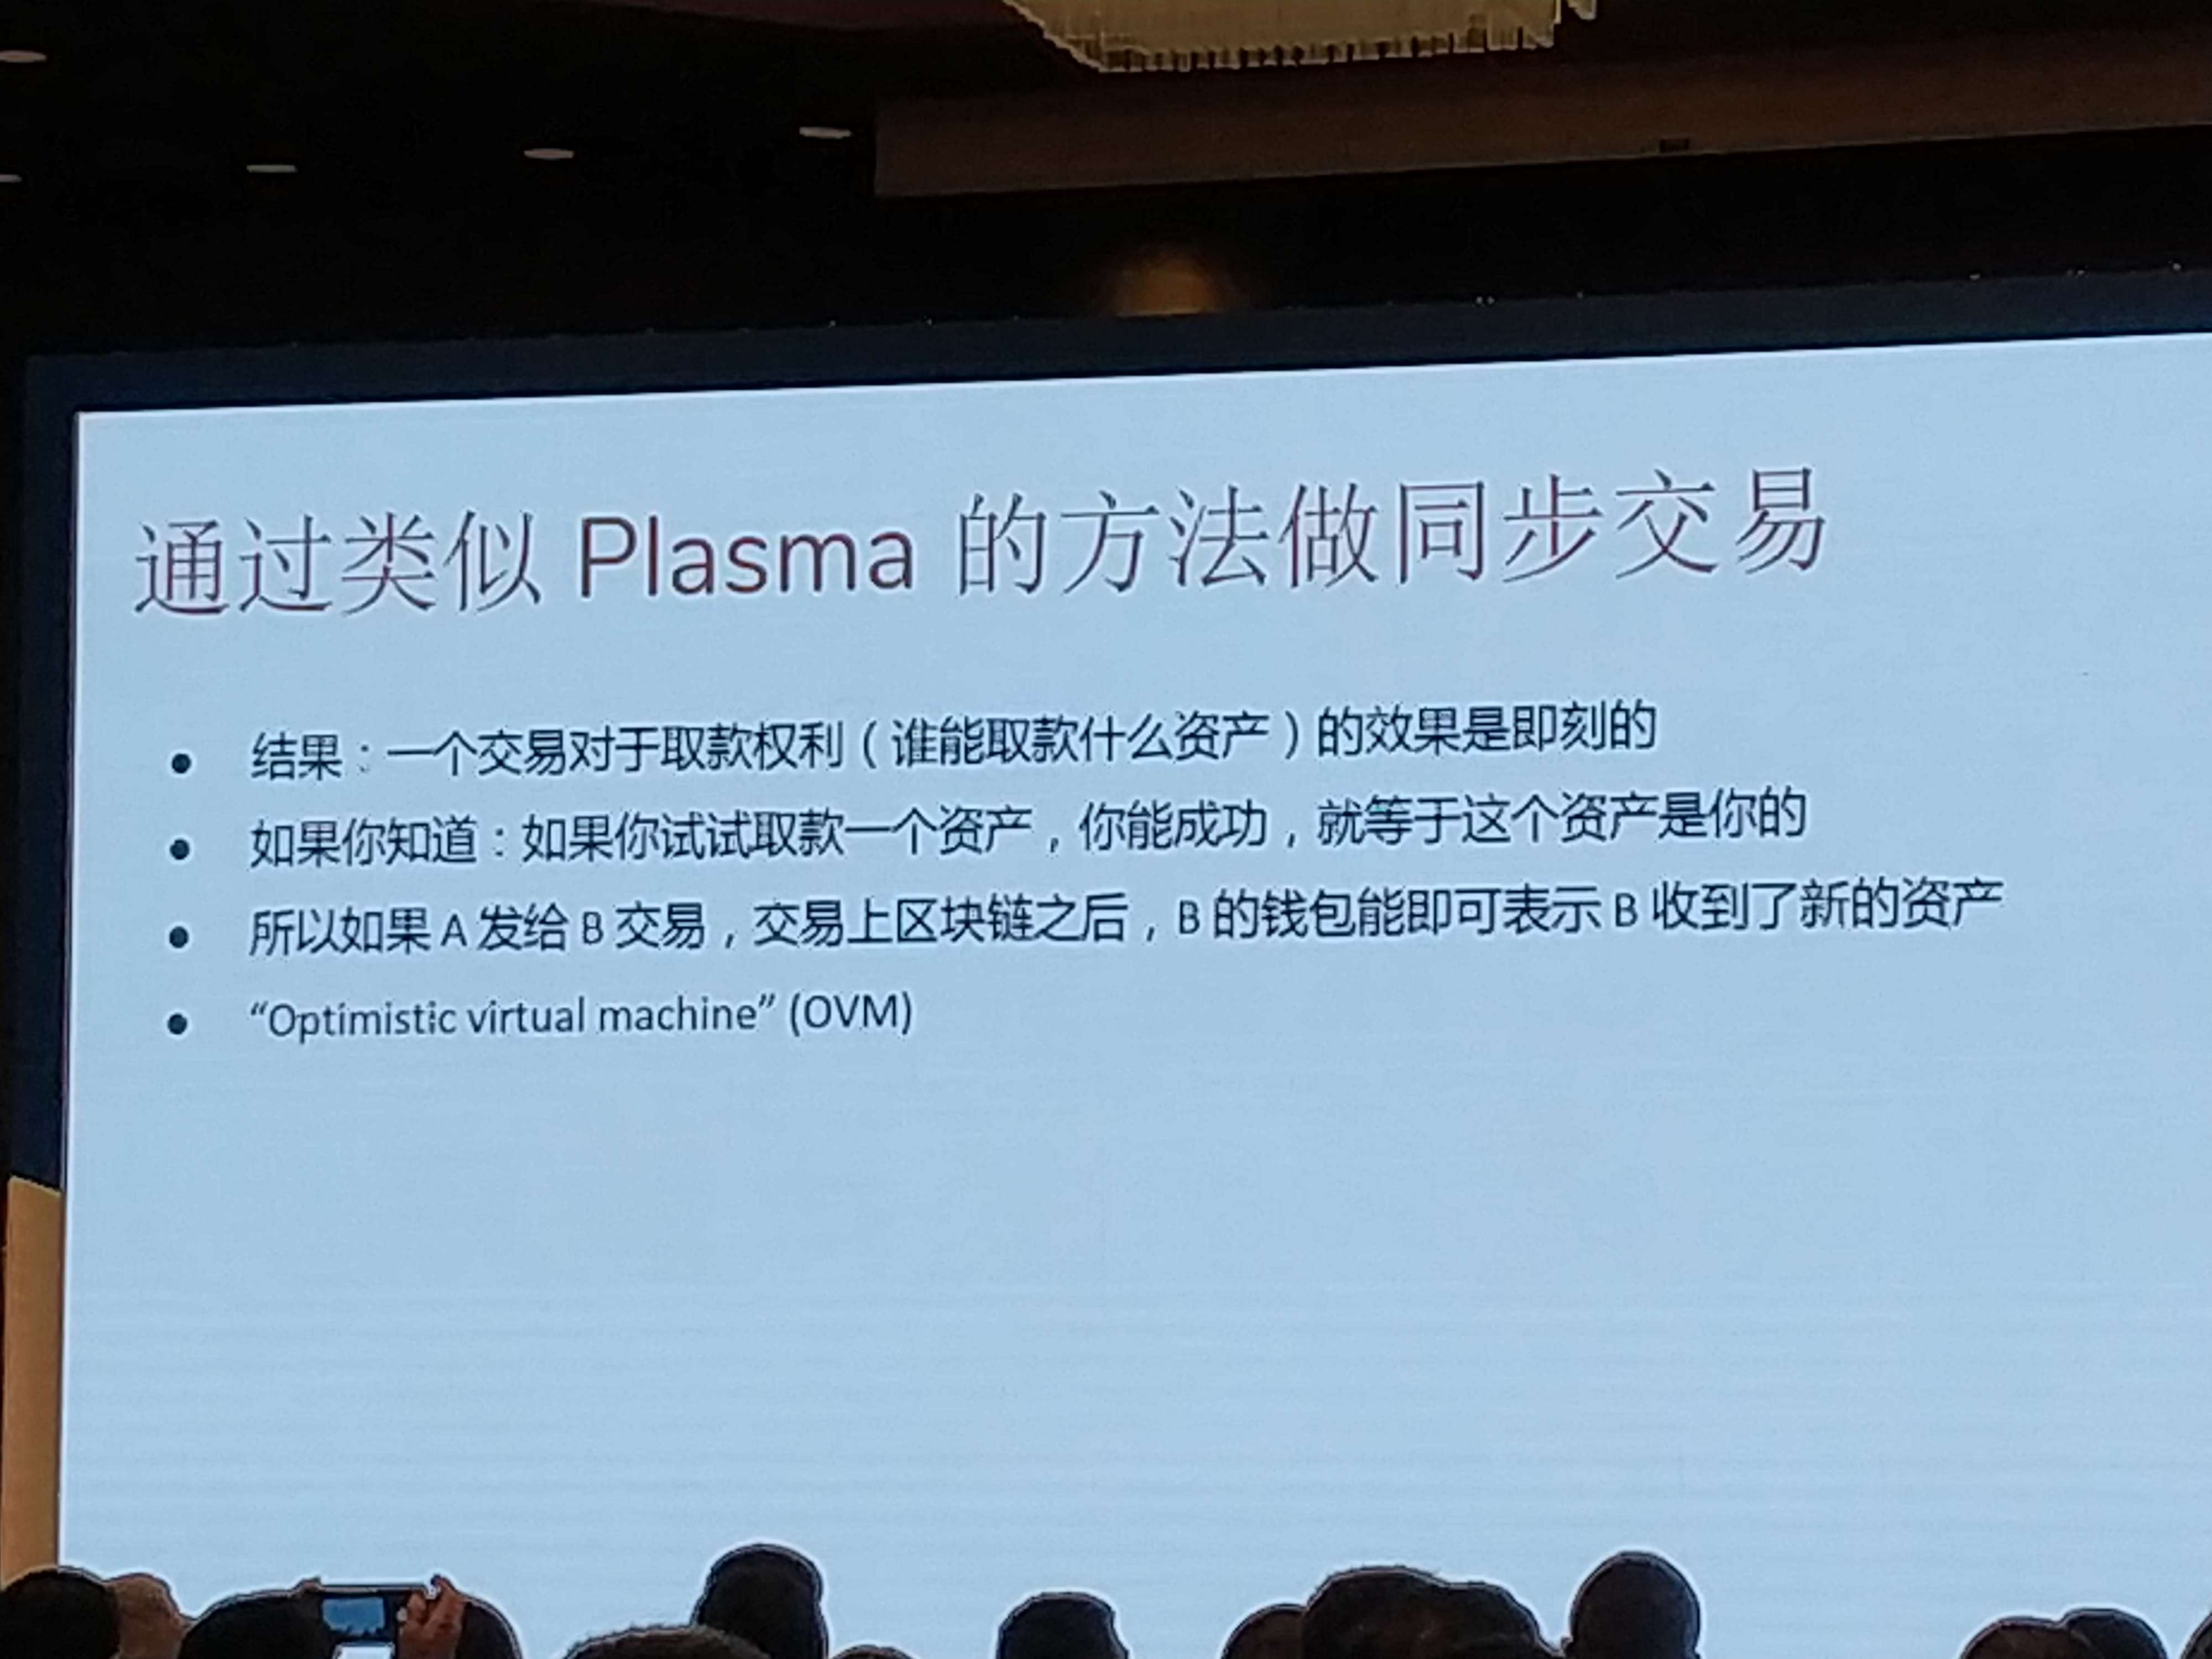 通过类似 Plasma 的方法做同步交易
● 结果：一个交易对于取款权利（谁能取款什么资产）的效果是即刻的
● 如果你知道：如果你试试取款一个资产，你能成功，就等于这个资产是你的
● 所以如果 A 发给 B 交易，交易上区块链之后，B 的钱包能即可表示 B 收到了新的资产
● “Optimistic virtual machine” (OVM)